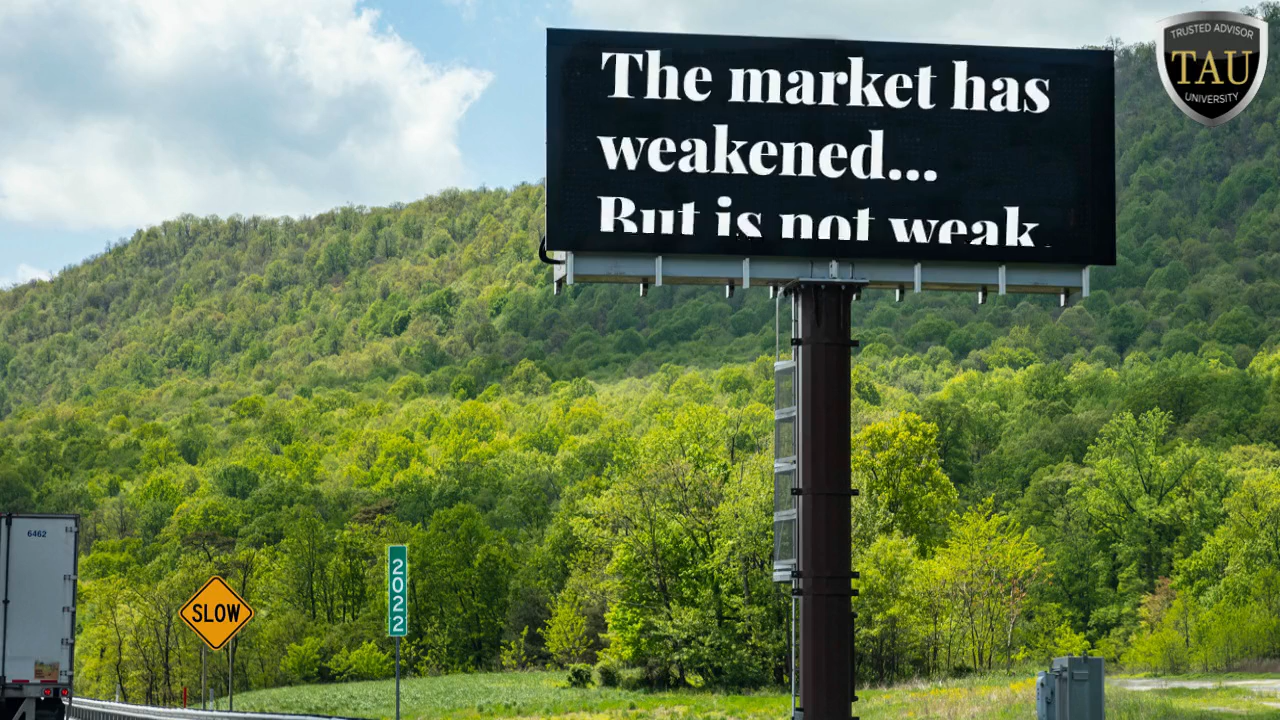 The market has
weakened...
But is not weak
TRUSTED ADVISOR
TAU
UNIVERSITY
6462
SLOW
2022